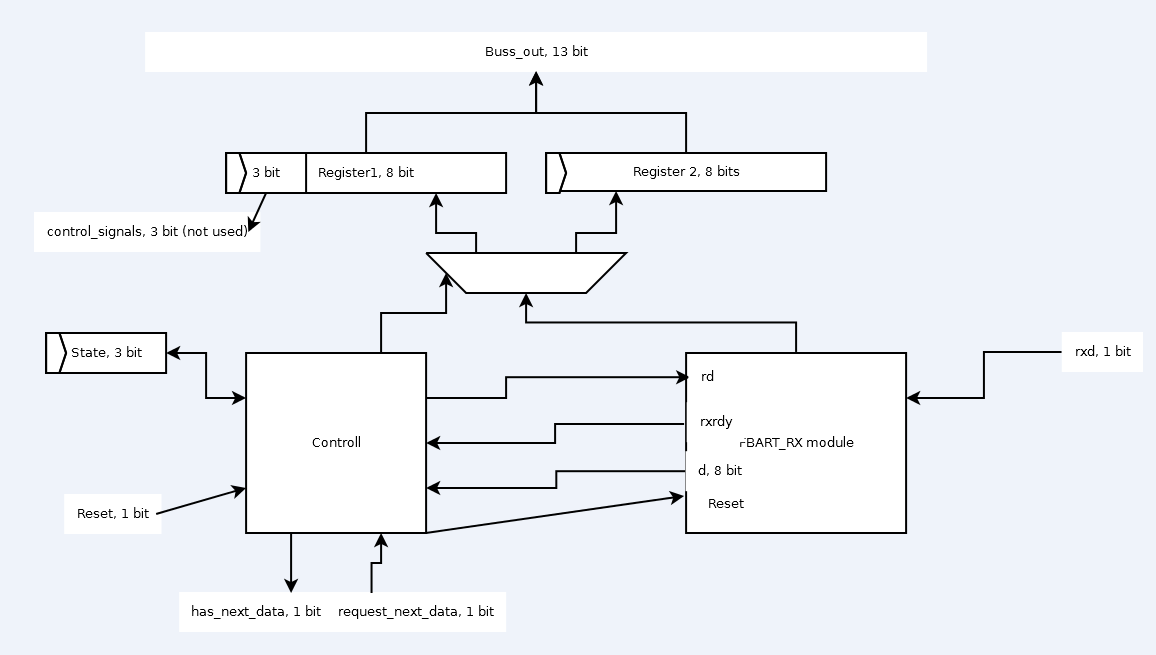 Buss_out, 13 bit
3 bit
Register1, 8 bit
Register 2, 8 bits
control_signals, 3 bit (not used)
State, 3 bit
rxd, 1 bit
rd
rxrdy
Controll
BART_RX module
d, 8 bit
Reset
Reset, 1 bit
has_next_data, 1 bit
request_next_data, 1 bit